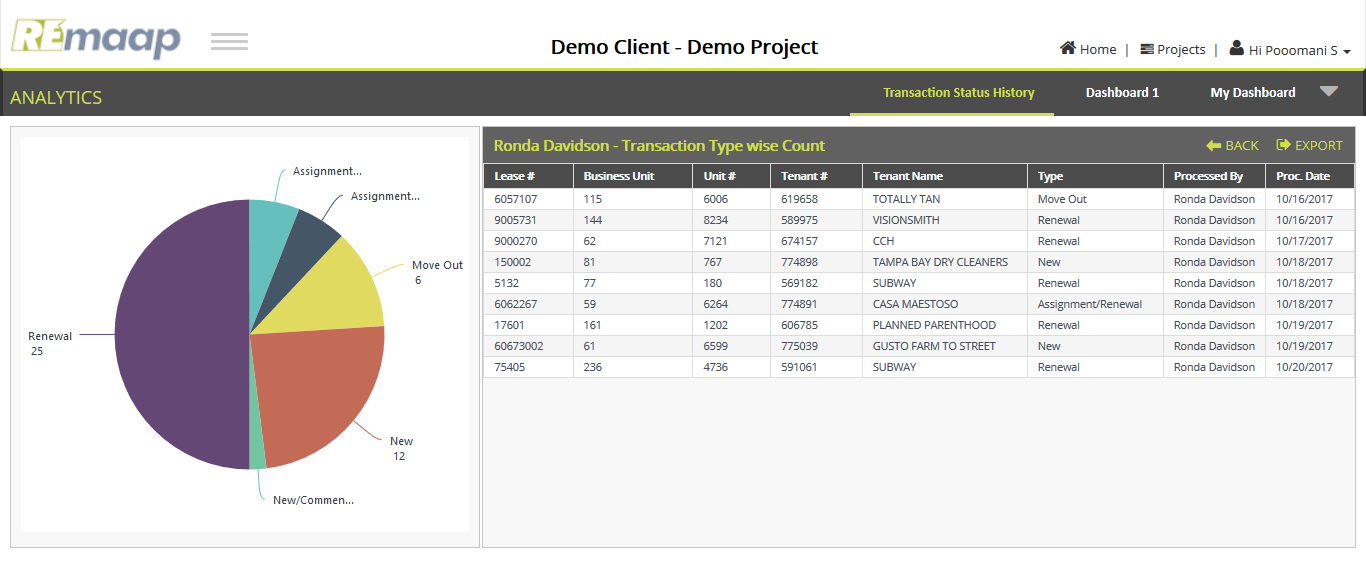 REmaap
Demo Client - Demo Project
Home | Projects | Hi Pooomani S
ANALYTICS
Transaction Status History Dashboard 1 My Dashboard
Assignment...
Assignment...
Move Out
6
Renewal
25
New
12
New/Commen...
Ronda Davidson - Transaction Type wise Count BACK EXPORT
Lease # Business Unit Unit # Tenant # Tenant Name Type Processed By Proc. Date
6057107 115 6006 619658 TOTALLY TAN Move Out Ronda Davidson 10/16/2017
9005731 144 8234 589975 VISIONSMITH Renewal Ronda Davidson 10/16/2017
9000270 62 7121 674157 CCH Renewal Ronda Davidson 10/17/2017
150002 81 767 774898 TAMPA BAY DRY CLEANERS New Ronda Davidson 10/18/2017
5132 77 180 569182 SUBWAY Renewal Ronda Davidson 10/18/2017
6062267 59 6264 774891 CASA MAESTOSO Assignment/Renewal Ronda Davidson 10/18/2017
17601 161 1202 606785 PLANNED PARENTHOOD Renewal Ronda Davidson 10/19/2017
60673002 61 6599 775039 GUSTO FARM TO STREET New Ronda Davidson 10/19/2017
75405 236 4736 591061 SUBWAY Renewal Ronda Davidson 10/20/2017